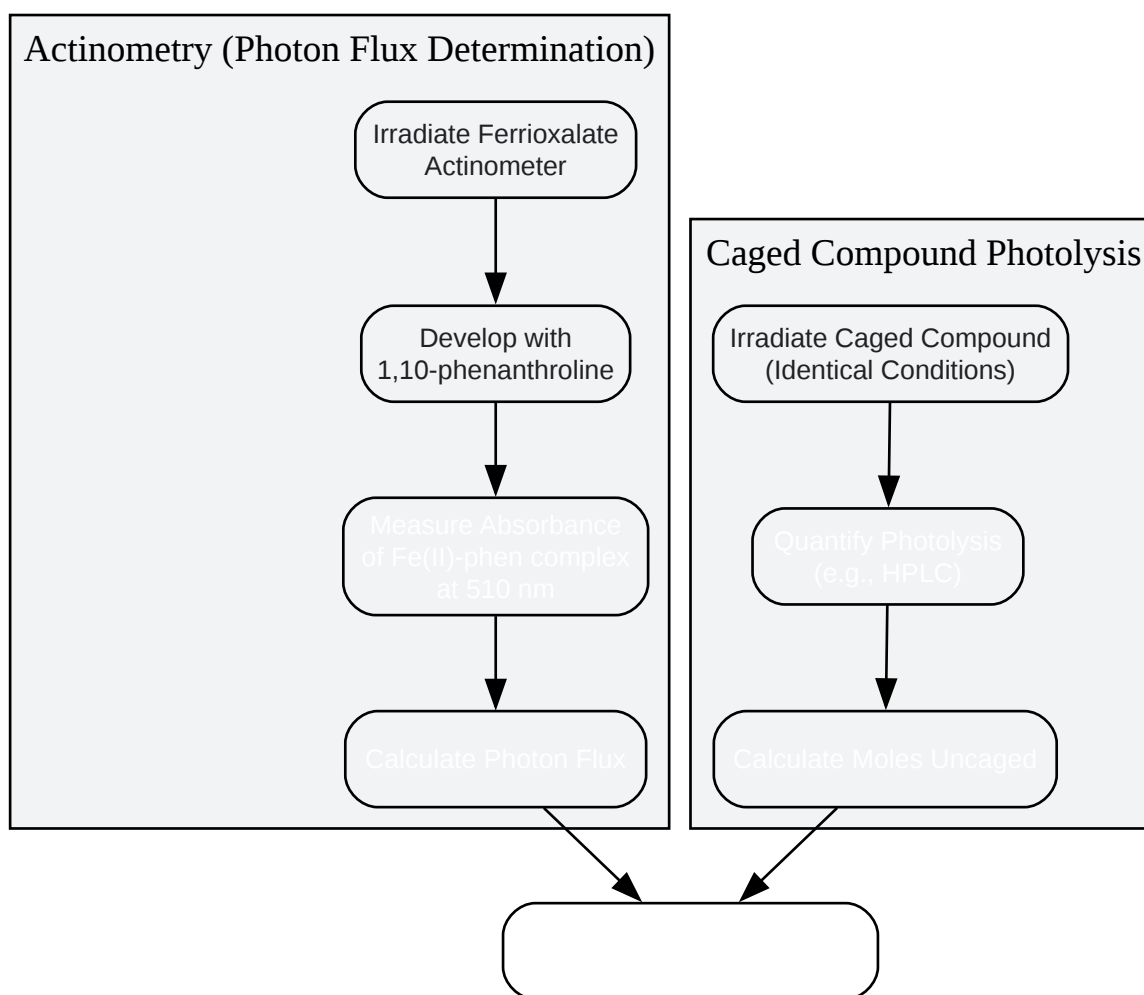 Actinometry (Photon Flux Determination)
Irradiate Ferrioxalate
Actinometer
Develop with
1,10-phenanthroline
Measure Absorbance
of Fe(II)-phen complex
at 510 nm
Calculate Photon Flux
Caged Compound Photolysis
Irradiate Caged Compound
(Identical Conditions)
Quantify Photolysis
(e.g., HPLC)
Calculate Moles Uncaged